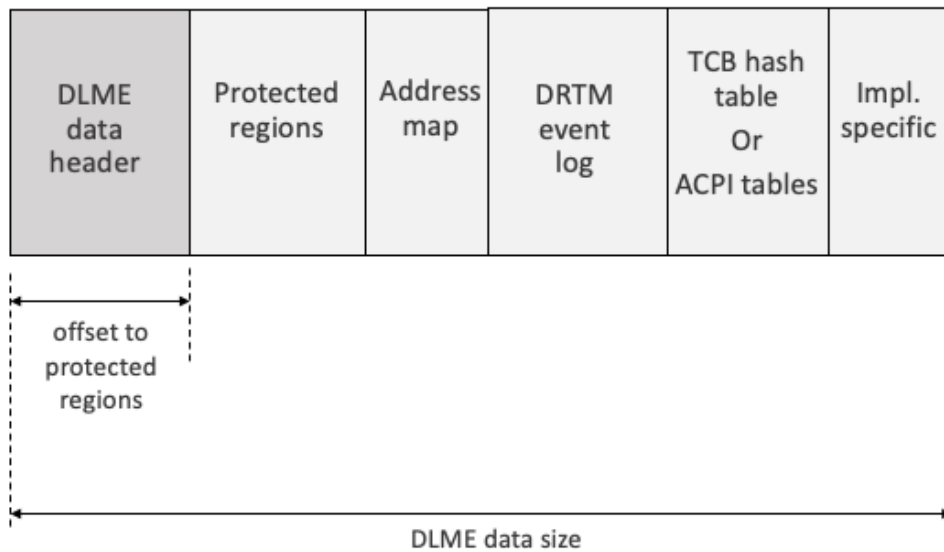 DLME
data
header
Protected
regions
Address
map
DRTM
event
log
TCB hash
table
Or
ACPI tables
Impl.
specific
offset to
protected
regions
DLME data size